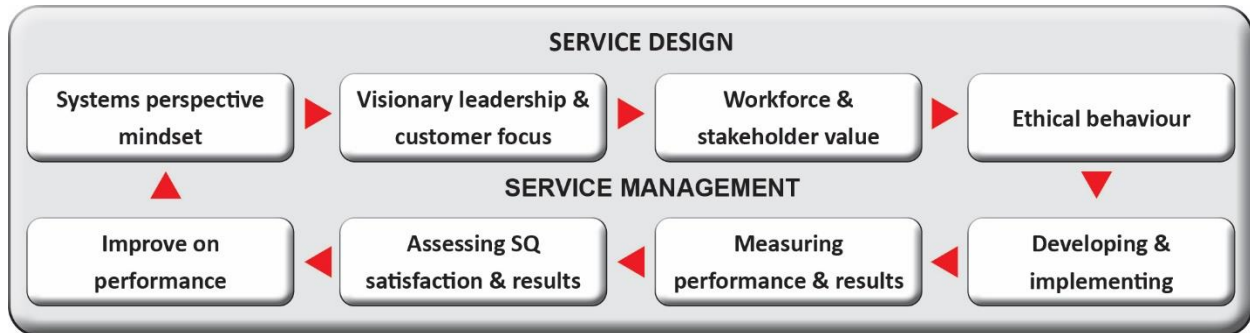 SERVICE DESIGN
Systems perspective
mindset
Visionary leadership &
customer focus
Workforce &
stakeholder value
Ethical behaviour
SERVICE MANAGEMENT
Improve on
performance
Assessing SQ
satisfaction & results
Measuring
performance & results
Developing &
implementing